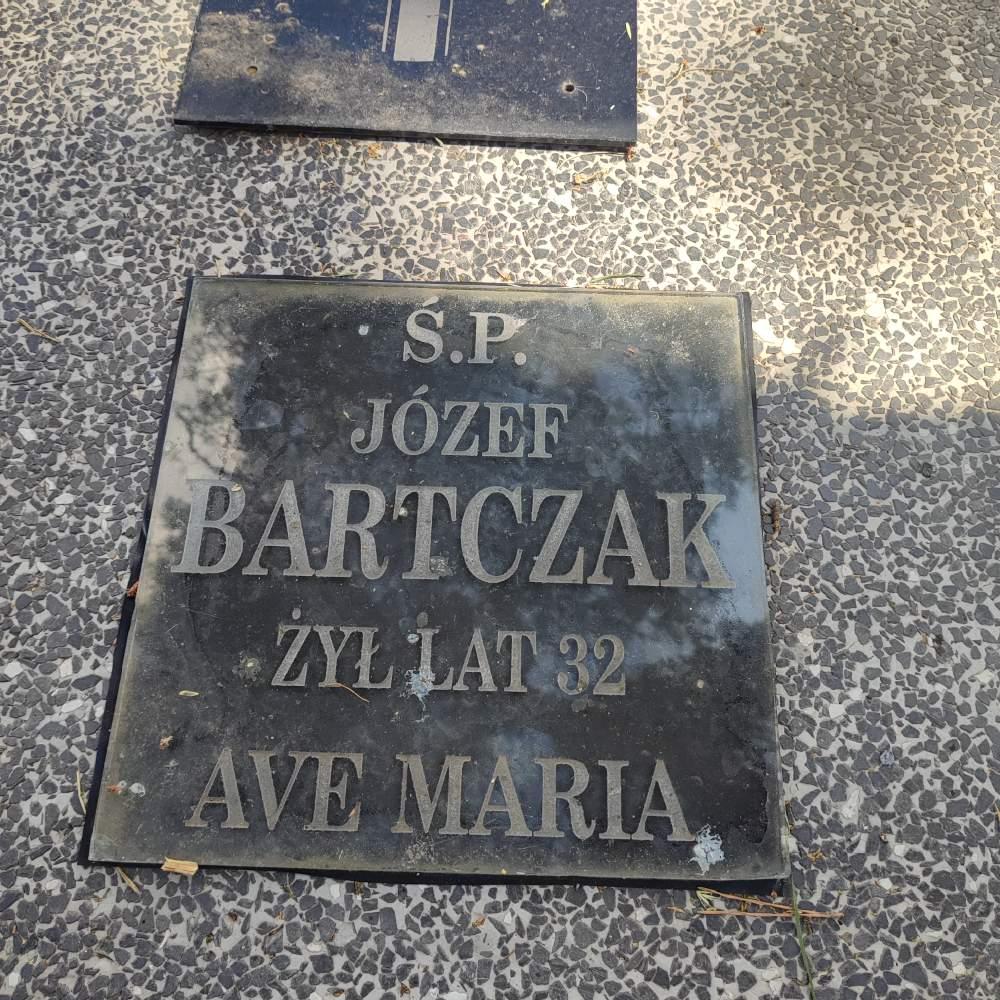 Ś.P.
JÓZEF
BARTCZAK
ŻYŁ LAT 32
AVE MARIA